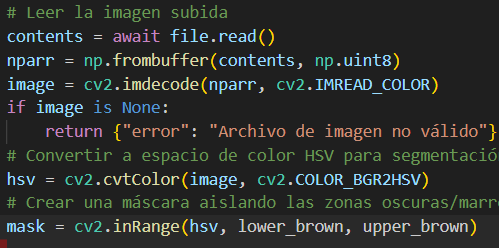 # Leer la imagen subida
contents = await file.read()
nparr = np.frombuffer(contents, np.uint8)
image = cv2.imdecode(nparr, cv2.IMREAD_COLOR)
if image is None:
    return {"error": "Archivo de imagen no válido"}
# Convertir a espacio de color HSV para segmentació
hsv = cv2.cvtColor(image, cv2.COLOR_BGR2HSV)
# Crear una máscara aislando las zonas oscuras/marr
mask = cv2.inRange(hsv, lower_brown, upper_brown)